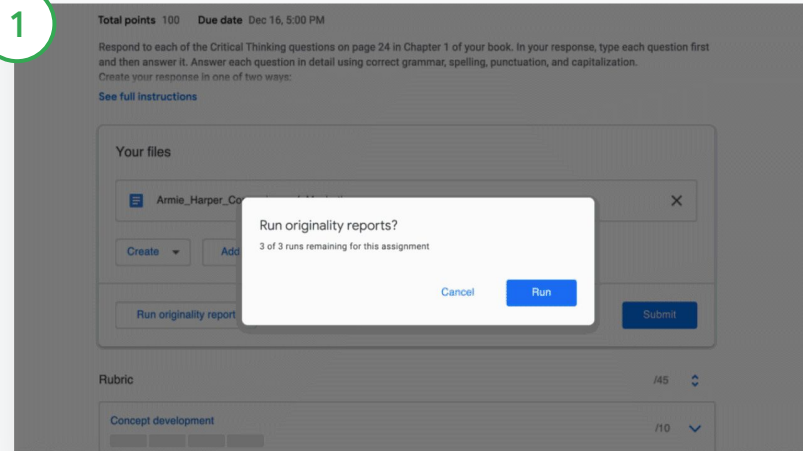 1
Total points 100 Due date Dec 16, 5:00 PM
Respond to each of the Critical Thinking questions on page 24 in Chapter 1 of your book. In your response, type each question first
and then answer it. Answer each question in detail using correct grammar, spelling, punctuation, and capitalization.
Create your response in one of two ways:
See full instructions
Your files
Armie_Harper_Co
Run originality reports?
3 of 3 runs remaining for this assignment
Create Add
Cancel Run
Run originality report
Submit
Rubric /45
Concept development /10